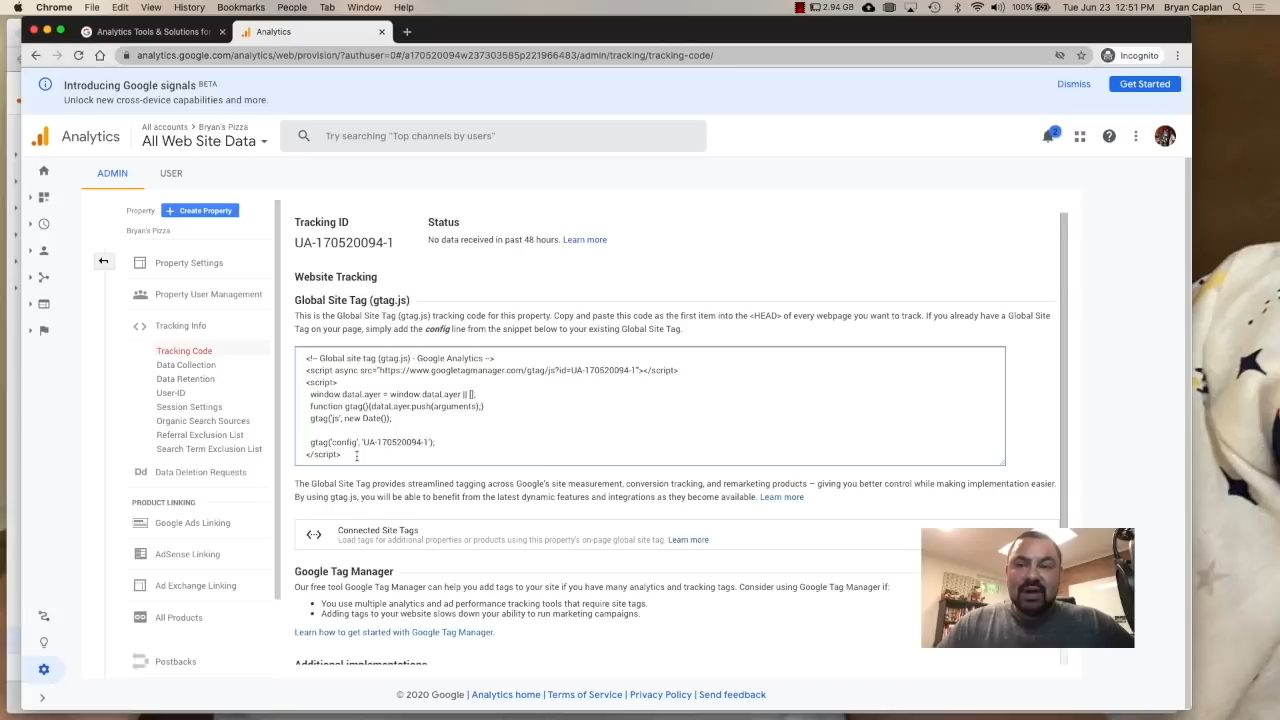 Chrome File Edit View History Bookmarks People Tab Window Help 2.94 GB 100% Tue Jun 23 12:51 PM Bryan Caplan
Analytics Tools & Solutions for
Analytics
analytics.google.com/analytics/web/provision/?authuser=0#/a170520094w237303585p221966483/admin/tracking/tracking-code/
Incognito
Introducing Google signals BETA
Unlock new cross-device capabilities and more.
Dismiss
Get Started
Analytics
All accounts > Bryan's Pizza
All Web Site Data
Try searching "Top channels by users"
2
ADMIN
USER
Property
+ Create Property
Bryan's Pizza
Property Settings
Property User Management
Tracking Info
Tracking Code
Data Collection
Data Retention
User-ID
Session Settings
Organic Search Sources
Referral Exclusion List
Search Term Exclusion List
Dd Data Deletion Requests
PRODUCT LINKING
Google Ads Linking
AdSense Linking
Ad Exchange Linking
All Products
Postbacks
Tracking ID
UA-170520094-1
Status
No data received in past 48 hours. Learn more
Website Tracking
Global Site Tag (gtag.js)
This is the Global Site Tag (gtag.js) tracking code for this property. Copy and paste this code as the first item into the <HEAD> of every webpage you want to track. If you already have a Global Site
Tag on your page, simply add the config line from the snippet below to your existing Global Site Tag.
<!-- Global site tag (gtag.js) - Google Analytics -->
<script async src="https://www.googletagmanager.com/gtag/js?id=UA-170520094-1"></script>
<script>
window.dataLayer = window.dataLayer || [];
function gtag(){dataLayer.push(arguments);}
gtag('js', new Date());
gtag('config', 'UA-170520094-1');
</script>
The Global Site Tag provides streamlined tagging across Google's site measurement, conversion tracking, and remarketing products – giving you better control while making implementation easier.
By using gtag.js, you will be able to benefit from the latest dynamic features and integrations as they become available. Learn more
Connected Site Tags
Load tags for additional properties or products using this property's on-page global site tag. Learn more
Google Tag Manager
Our free tool Google Tag Manager can help you add tags to your site if you have many analytics and tracking tags. Consider using Google Tag Manager if:
You use multiple analytics and ad performance tracking tools that require site tags.
Adding tags to your website slows down your ability to run marketing campaigns.
Learn how to get started with Google Tag Manager.
Additional implementations
© 2020 Google | Analytics home | Terms of Service | Privacy Policy | Send feedback